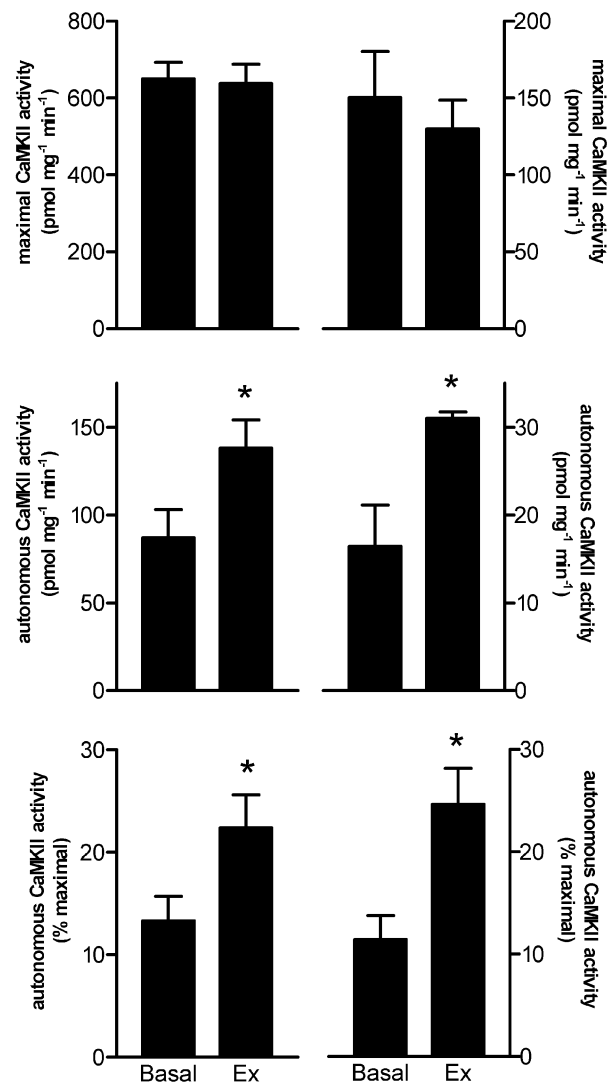 800
600
400
200
0
maximal CaMKII activity
(pmol mg-1 min-1)
200
150
100
50
0
maximal CaMKII activity
(pmol mg-1 min-1)
150
100
50
0
autonomous CaMKII activity
(pmol mg-1 min-1)
*
*
30
20
10
0
autonomous CaMKII activity
(pmol mg-1 min-1)
30
20
10
0
autonomous CaMKII activity
(% maximal)
*
*
30
20
10
0
autonomous CaMKII activity
(% maximal)
Basal Ex Basal Ex